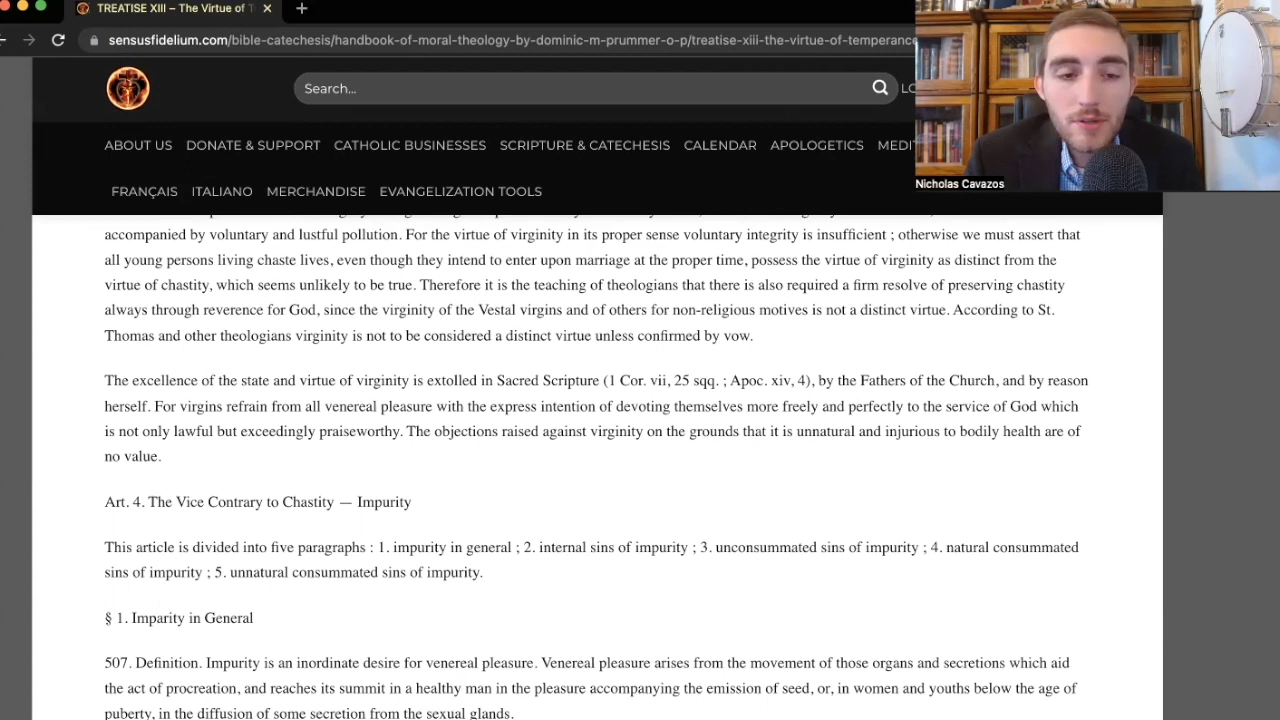 TREATISE XIII – The Virtue of
sensusfidelium.com/bible-catechesis/handbook-of-moral-theology-by-dominic-m-prummer-o-p/treatise-xiii-the-virtue-of-temperance
Search...
ABOUT US DONATE & SUPPORT CATHOLIC BUSINESSES SCRIPTURE & CATECHESIS CALENDAR APOLOGETICS
FRANÇAIS ITALIANO MERCHANDISE EVANGELIZATION TOOLS
Nicholas Cavazos
accompanied by voluntary and lustful pollution. For the virtue of virginity in its proper sense voluntary integrity is insufficient ; otherwise we must assert that
all young persons living chaste lives, even though they intend to enter upon marriage at the proper time, possess the virtue of virginity as distinct from the
virtue of chastity, which seems unlikely to be true. Therefore it is the teaching of theologians that there is also required a firm resolve of preserving chastity
always through reverence for God, since the virginity of the Vestal virgins and of others for non-religious motives is not a distinct virtue. According to St.
Thomas and other theologians virginity is not to be considered a distinct virtue unless confirmed by vow.
The excellence of the state and virtue of virginity is extolled in Sacred Scripture (1 Cor. vii, 25 sqq. ; Apoc. xiv, 4), by the Fathers of the Church, and by reason
herself. For virgins refrain from all venereal pleasure with the express intention of devoting themselves more freely and perfectly to the service of God which
is not only lawful but exceedingly praiseworthy. The objections raised against virginity on the grounds that it is unnatural and injurious to bodily health are of
no value.
Art. 4. The Vice Contrary to Chastity — Impurity
This article is divided into five paragraphs : 1. impurity in general ; 2. internal sins of impurity ; 3. unconsummated sins of impurity ; 4. natural consummated
sins of impurity ; 5. unnatural consummated sins of impurity.
§ 1. Imparity in General
507. Definition. Impurity is an inordinate desire for venereal pleasure. Venereal pleasure arises from the movement of those organs and secretions which aid
the act of procreation, and reaches its summit in a healthy man in the pleasure accompanying the emission of seed, or, in women and youths below the age of
puberty, in the diffusion of some secretion from the sexual glands.